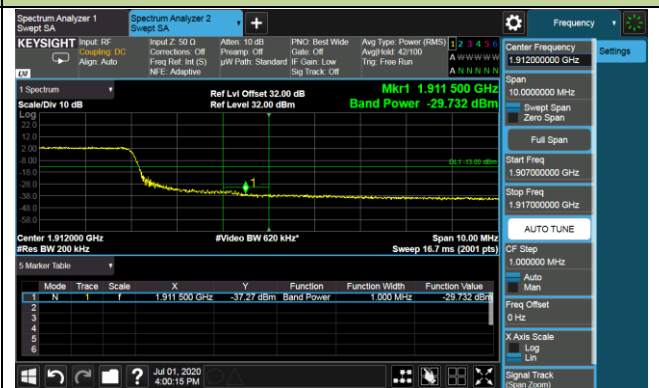 Spectrum Analyzer 1
Swept SA
Spectrum Analyzer 2
Swept SA
+
Frequency
KEYSIGHT
Input: RF
Coupling: DC
Align: Auto
Input Z: 50 Ω
Corrections: Off
Freq Ref: Int (S)
NFE: Adaptive
Atten: 10 dB
Preamp: Off
µW Path: Standard
PNO: Best Wide
Gate: Off
IF Gain: Low
Sig Track: Off
Avg Type: Power (RMS)
Avg|Hold: 42/100
Trig: Free Run
1 2 3 4 5 6
A W W W W W
A N N N N N
LXI
1 Spectrum
Scale/Div 10 dB
Ref Lvl Offset 32.00 dB
Ref Level 32.00 dBm
Mkr1 1.911 500 GHz
Band Power -29.732 dBm
Log
22.0
12.0
2.00
-8.00
-18.0
-28.0
-38.0
-48.0
-58.0
DL1 -13.00 dBm
1
Center 1.912000 GHz
#Res BW 200 kHz
#Video BW 620 kHz*
Span 10.00 MHz
Sweep 16.7 ms (2001 pts)
5 Marker Table
Mode Trace Scale X Y Function Function Width Function Value
1 N 1 f 1.911 500 GHz -37.27 dBm Band Power 1.000 MHz -29.732 dBm
2
3
4
5
6
Jul 01, 2020
4:00:15 PM
Center Frequency
1.912000000 GHz
Settings
Span
10.0000000 MHz
Swept Span
Zero Span
Full Span
Start Freq
1.907000000 GHz
Stop Freq
1.917000000 GHz
AUTO TUNE
CF Step
1.000000 MHz
Auto
Man
Freq Offset
0 Hz
X Axis Scale
Log
Lin
Signal Track
(Span Zoom)